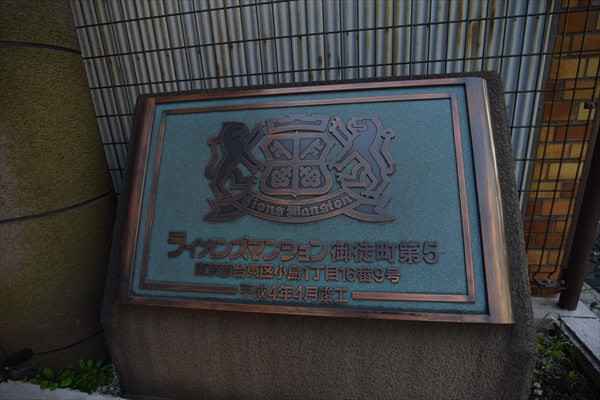 Lions Mansion
ライオンズマンション御徒町第5
東京都台東区小島1丁目16番9号
平成4年4月竣工